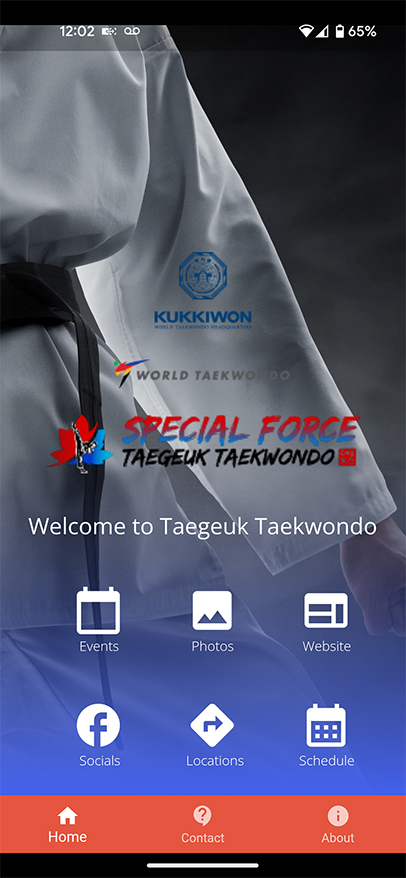 12:02
65%
KUKKIWON
WORLD TAEKWONDO HEADQUARTERS
WORLD TAEKWONDO
SPECIAL FORCE
TAEGEUK TAEKWONDO
Welcome to Taegeuk Taekwondo
Events Photos Website
Socials Locations Schedule
Home Contact About